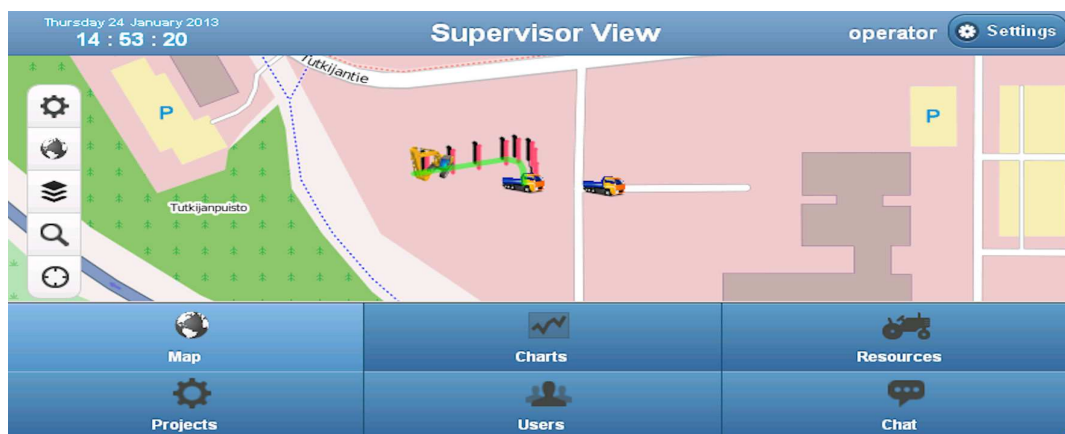 Thursday 24 January 2013
14 : 53 : 20
Supervisor View
operator
Settings
Tutkijantie
P
P
Tutkijanpuisto
Map
Charts
Resources
Projects
Users
Chat